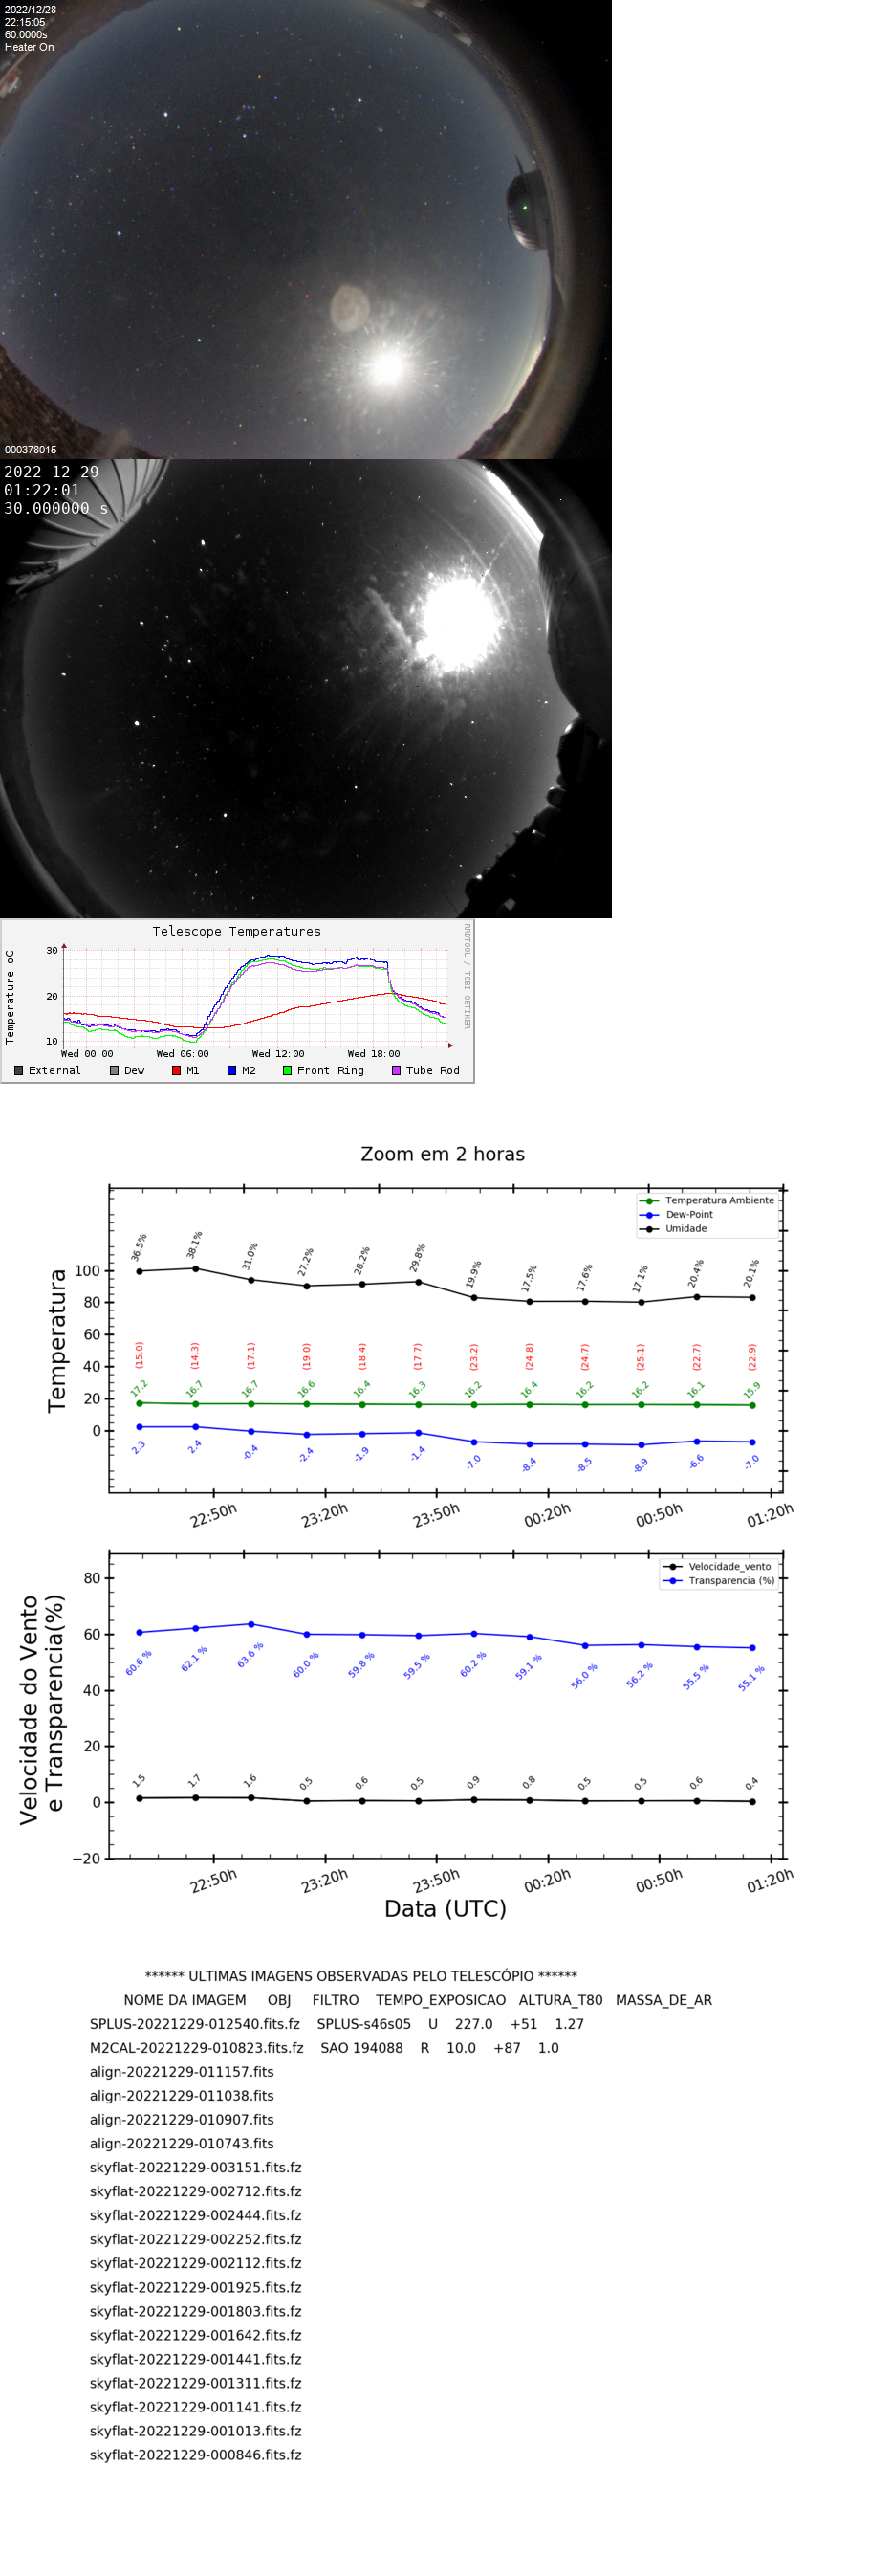 2022/12/28
22:15:05
60.0000s
Heater On
000378015
2022-12-29
01:22:01
30.000000 s
Telescope Temperatures
RRDTOOL / TOBI OETIKER
Temperature oC
30
20
10
Wed 00:00 Wed 06:00 Wed 12:00 Wed 18:00
External Dew M1 M2 Front Ring Tube Rod
Zoom em 2 horas
Temperatura Ambiente
Dew-Point
Umidade
Temperatura
100
80
60
40
20
0
36.5% 38.1% 31.0% 27.2% 28.2% 29.8% 19.9% 17.5% 17.6% 17.1% 20.4% 20.1%
(15.0) (14.3) (17.1) (19.0) (18.4) (17.7) (23.2) (24.8) (24.7) (25.1) (22.7) (22.9)
17.2 16.7 16.7 16.6 16.4 16.3 16.2 16.4 16.2 16.2 16.1 15.9
2.3 2.4 -0.4 -2.4 -1.9 -1.4 -7.0 -8.4 -8.5 -8.9 -6.6 -7.0
22:50h 23:20h 23:50h 00:20h 00:50h 01:20h
Velocidade_vento
Transparencia (%)
Velocidade do Vento
e Transparencia(%)
80
60
40
20
0
−20
60.6 % 62.1 % 63.6 % 60.0 % 59.8 % 59.5 % 60.2 % 59.1 % 56.0 % 56.2 % 55.5 % 55.1 %
1.5 1.7 1.6 0.5 0.6 0.5 0.9 0.8 0.5 0.5 0.6 0.4
22:50h 23:20h 23:50h 00:20h 00:50h 01:20h
Data (UTC)
****** ULTIMAS IMAGENS OBSERVADAS PELO TELESCÓPIO ******
NOME DA IMAGEM OBJ FILTRO TEMPO_EXPOSICAO ALTURA_T80 MASSA_DE_AR
SPLUS-20221229-012540.fits.fz SPLUS-s46s05 U 227.0 +51 1.27
M2CAL-20221229-010823.fits.fz SAO 194088 R 10.0 +87 1.0
align-20221229-011157.fits
align-20221229-011038.fits
align-20221229-010907.fits
align-20221229-010743.fits
skyflat-20221229-003151.fits.fz
skyflat-20221229-002712.fits.fz
skyflat-20221229-002444.fits.fz
skyflat-20221229-002252.fits.fz
skyflat-20221229-002112.fits.fz
skyflat-20221229-001925.fits.fz
skyflat-20221229-001803.fits.fz
skyflat-20221229-001642.fits.fz
skyflat-20221229-001441.fits.fz
skyflat-20221229-001311.fits.fz
skyflat-20221229-001141.fits.fz
skyflat-20221229-001013.fits.fz
skyflat-20221229-000846.fits.fz